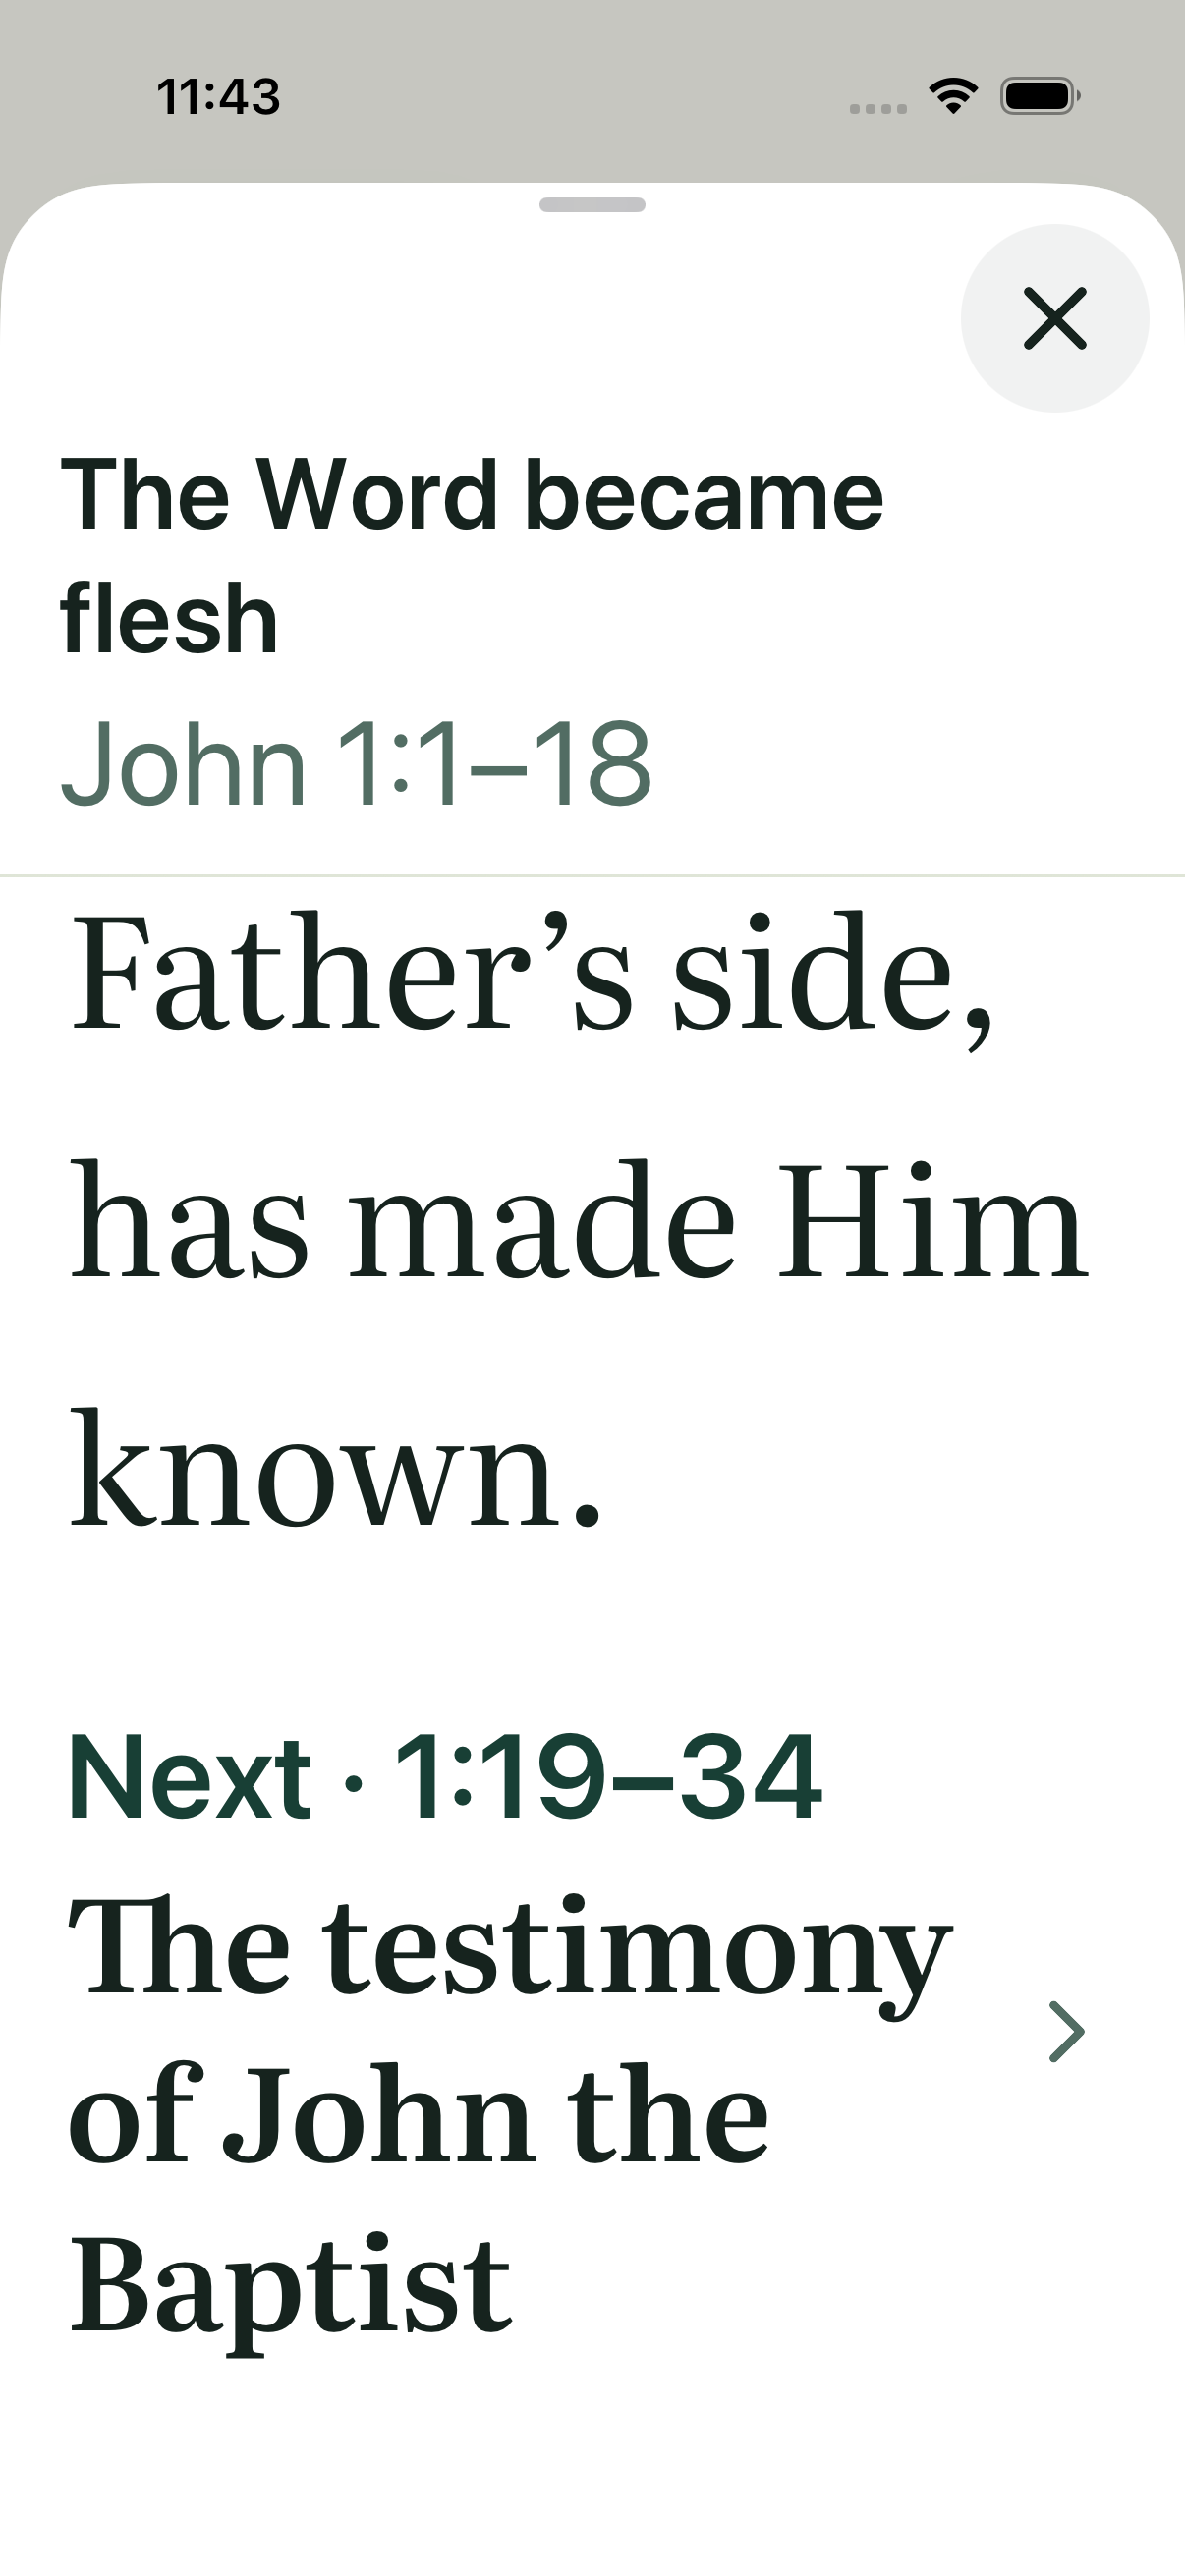 11:43
The Word became
flesh
John 1:1–18
Father’s side,
has made Him
known.
Next · 1:19–34
The testimony
of John the
Baptist